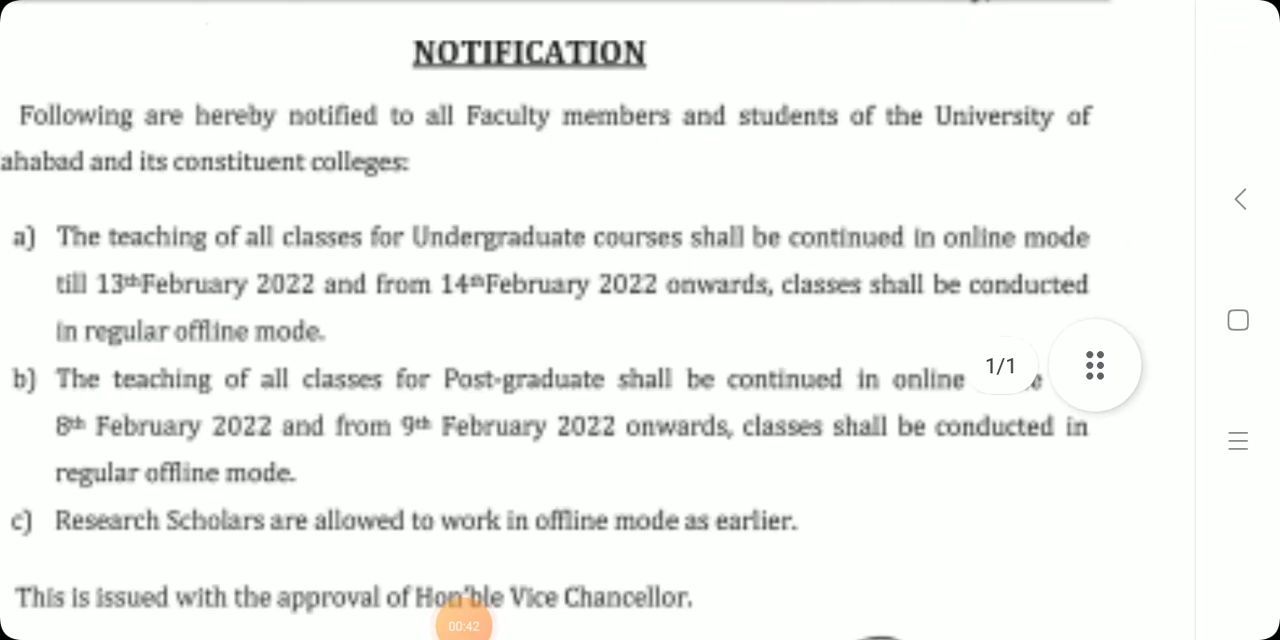 NOTIFICATION
Following are hereby notified to all Faculty members and students of the University of
ahabad and its constituent colleges:
a) The teaching of all classes for Undergraduate courses shall be continued in online mode
till 13thFebruary 2022 and from 14thFebruary 2022 onwards, classes shall be conducted
in regular offline mode.
b) The teaching of all classes for Post-graduate shall be continued in online
1/1
8th February 2022 and from 9th February 2022 onwards, classes shall be conducted in
regular offline mode.
c) Research Scholars are allowed to work in offline mode as earlier.
This is issued with the approval of Hon'ble Vice Chancellor.
00:42